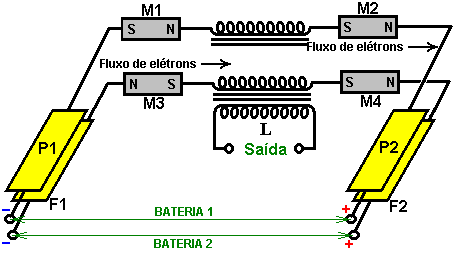 M1
M2
S N
S N
Fluxo de elétrons
Fluxo de elétrons
N S
S N
M3
M4
L
Saída
P1
P2
F1
F2
BATERIA 1
– +
BATERIA 2
– +